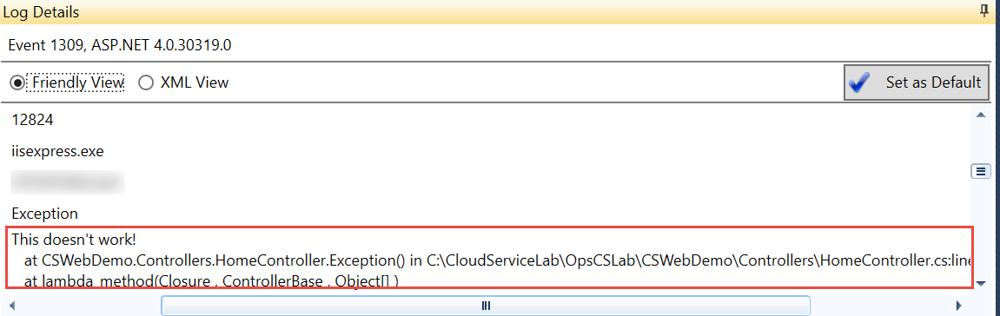 Log Details
Event 1309, ASP.NET 4.0.30319.0
Friendly View XML View Set as Default
12824
iisexpress.exe
Exception
This doesn't work!
at CSWebDemo.Controllers.HomeController.Exception() in C:\CloudServiceLab\OpsCSLab\CSWebDemo\Controllers\HomeController.cs:line
at lambda_method(Closure , ControllerBase , Object[] )